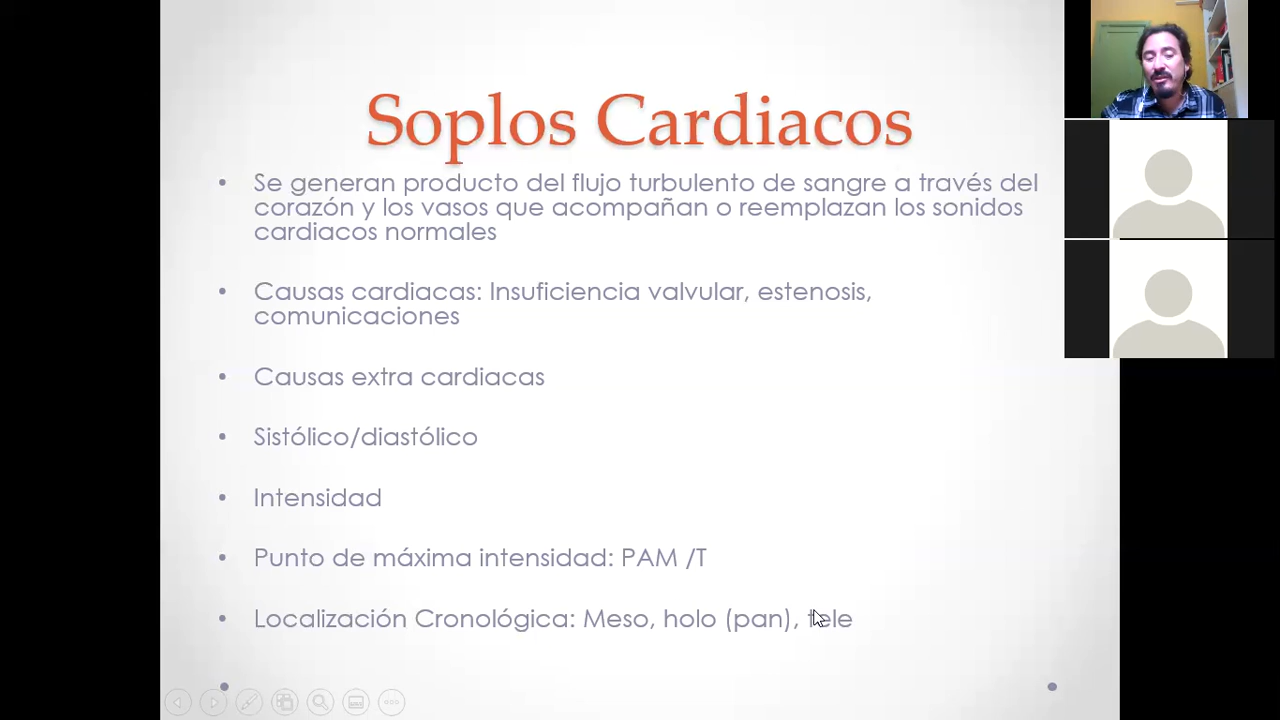 Soplos Cardiacos
• Se generan producto del flujo turbulento de sangre a través del
corazón y los vasos que acompañan o reemplazan los sonidos
cardiacos normales
• Causas cardiacas: Insuficiencia valvular, estenosis,
comunicaciones
• Causas extra cardiacas
• Sistólico/diastólico
• Intensidad
• Punto de máxima intensidad: PAM /T
• Localización Cronológica: Meso, holo (pan), tele